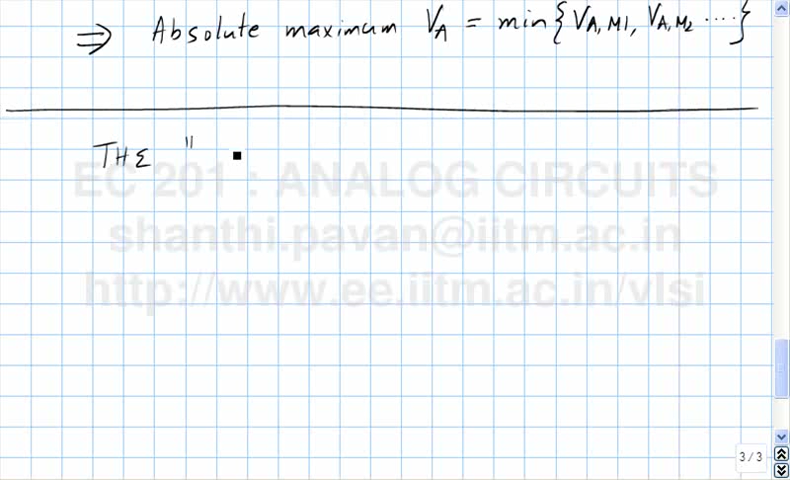 ⇒ Absolute maximum V_A = min{V_A,M1, V_A,M2 ....}
THE "
EC 201 : ANALOG CIRCUITS
shanthi.pavan@iitm.ac.in
http://www.ee.iitm.ac.in/vlsi
3/3